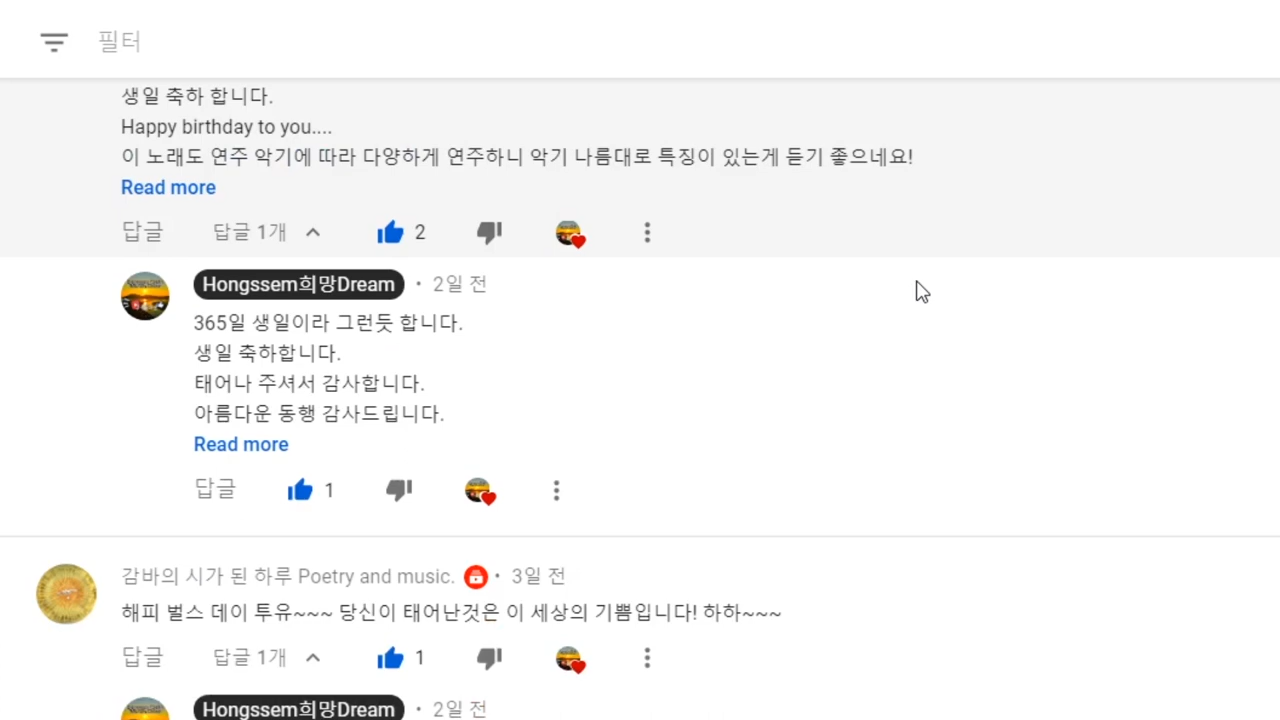 필터
생일 축하 합니다.
Happy birthday to you....
이 노래도 연주 악기에 따라 다양하게 연주하니 악기 나름대로 특징이 있는게 듣기 좋으네요!
Read more
답글 답글 1개 2
Hongssem희망Dream • 2일 전
365일 생일이라 그런듯 합니다.
생일 축하합니다.
태어나 주셔서 감사합니다.
아름다운 동행 감사드립니다.
Read more
답글 1
감바의 시가 된 하루 Poetry and music. • 3일 전
해피 벌스 데이 투유~~~ 당신이 태어난것은 이 세상의 기쁨입니다! 하하~~~
답글 답글 1개 1
Hongssem희망Dream • 2일 전